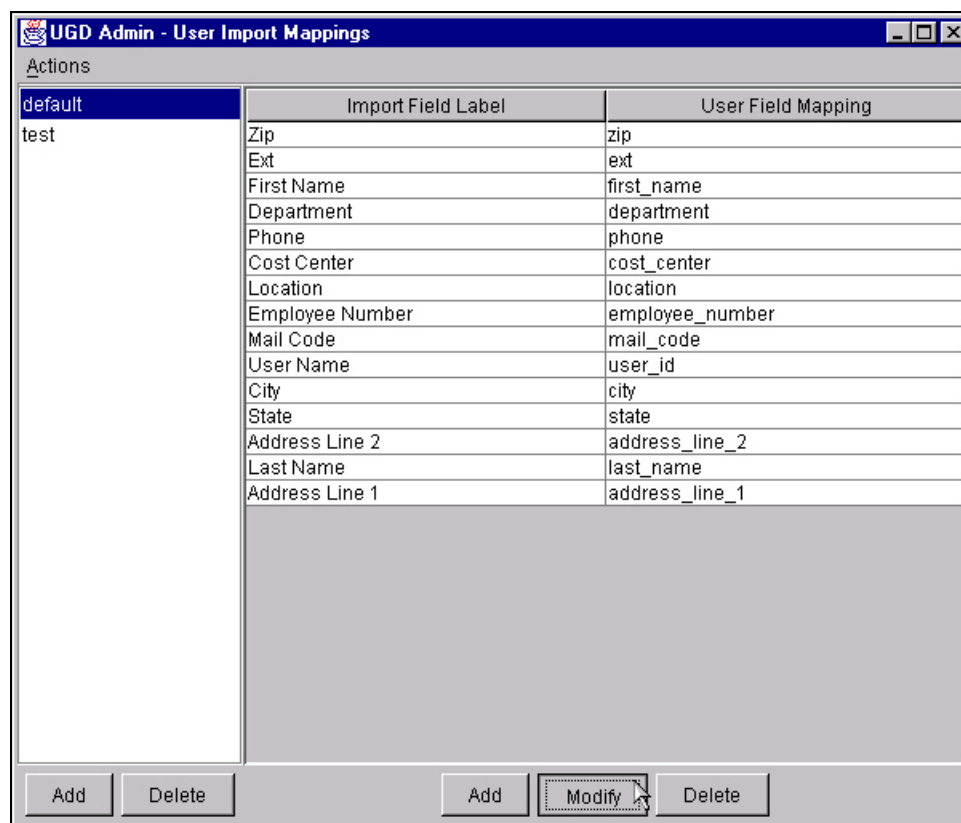 UGD Admin - User Import Mappings
Actions
default
test
Import Field Label User Field Mapping
Zip zip
Ext ext
First Name first_name
Department department
Phone phone
Cost Center cost_center
Location location
Employee Number employee_number
Mail Code mail_code
User Name user_id
City city
State state
Address Line 2 address_line_2
Last Name last_name
Address Line 1 address_line_1
Add Delete Add Modify Delete